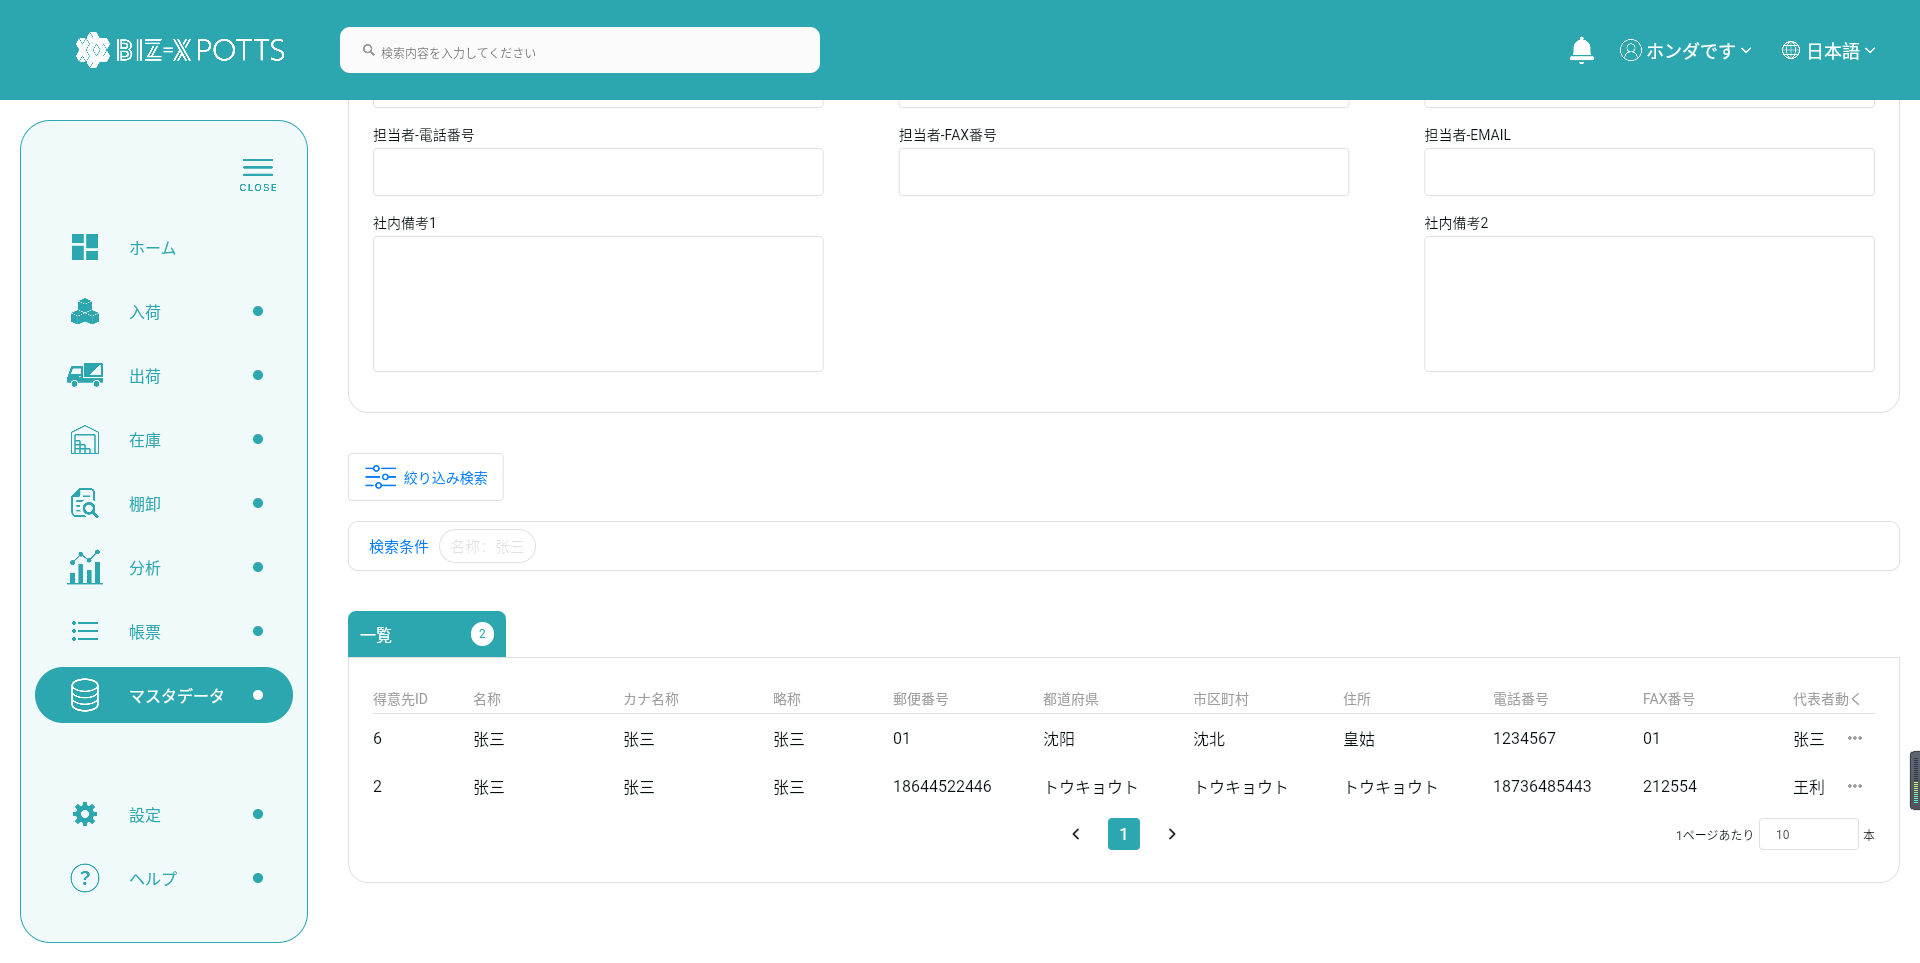 BIZ-X POTTS
検索内容を入力してください
ホンダです
日本語
CLOSE
ホーム
入荷
出荷
在庫
棚卸
分析
帳票
マスタデータ
設定
ヘルプ
担当者-電話番号 担当者-FAX番号 担当者-EMAIL
社内備考1 社内備考2
絞り込み検索
検索条件 名称：张三
一覧 2
得意先ID 名称 カナ名称 略称 郵便番号 都道府県 市区町村 住所 電話番号 FAX番号 代表者動く
6 张三 张三 张三 01 沈阳 沈北 皇姑 1234567 01 张三
2 张三 张三 张三 18644522446 トウキョウト トウキョウト トウキョウト 18736485443 212554 王利
1
1ページあたり 10 本